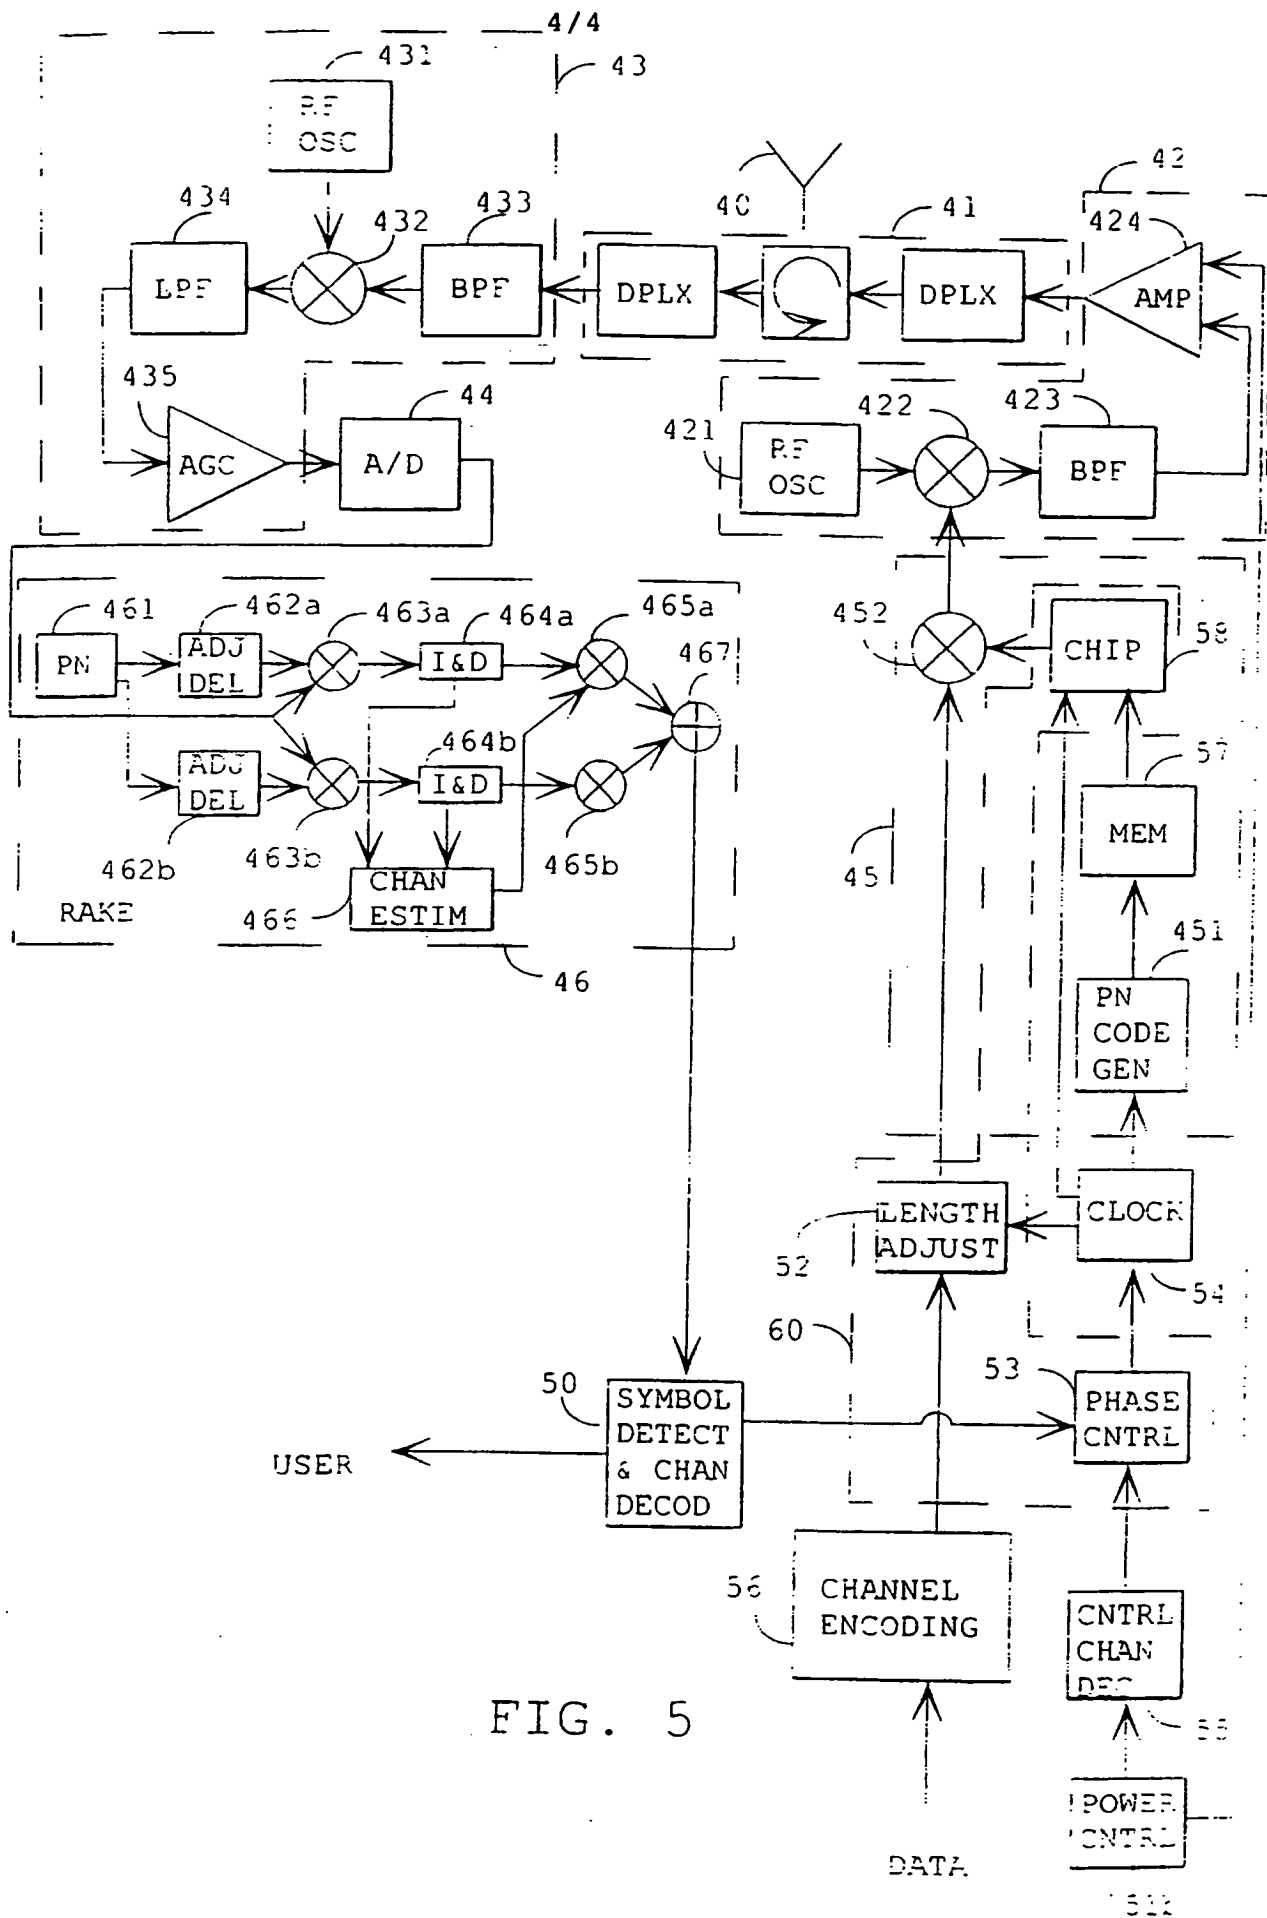 4/4
431
43
RF
OSC
42
434
432
433
40
41
424
LPF
BPF
DPLX
DPLX
AMP
435
44
421
422
423
AGC
A/D
RF
OSC
BPF
461
462a
463a
464a
465a
467
452
58
PN
ADJ
DEL
I&D
CHIP
464b
57
ADJ
DEL
I&D
MEM
462b
463b
465b
45
CHAN
ESTIM
RAKE
466
451
46
PN
CODE
GEN
LENGTH
ADJUST
CLOCK
52
54
60
53
50
SYMBOL
DETECT
& CHAN
DECOD
PHASE
CNTRL
USER
56
CHANNEL
ENCODING
CNTRL
CHAN
DEC
55
FIG. 5
POWER
CNTRL
DATA